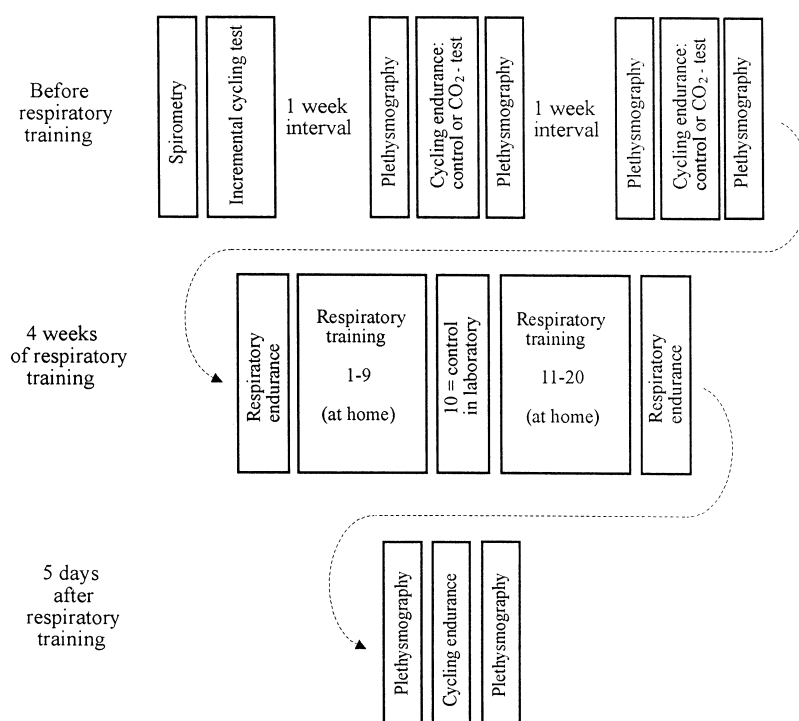 Before
respiratory
training
Spirometry
Incremental cycling test
1 week
interval
Plethysmography
Cycling endurance:
control or CO2 - test
Plethysmography
1 week
interval
Plethysmography
Cycling endurance:
control or CO2 - test
Plethysmography
4 weeks
of respiratory
training
Respiratory
endurance
Respiratory
training
1-9
(at home)
10 = control
in laboratory
Respiratory
training
11-20
(at home)
Respiratory
endurance
5 days
after
respiratory
training
Plethysmography
Cycling endurance
Plethysmography